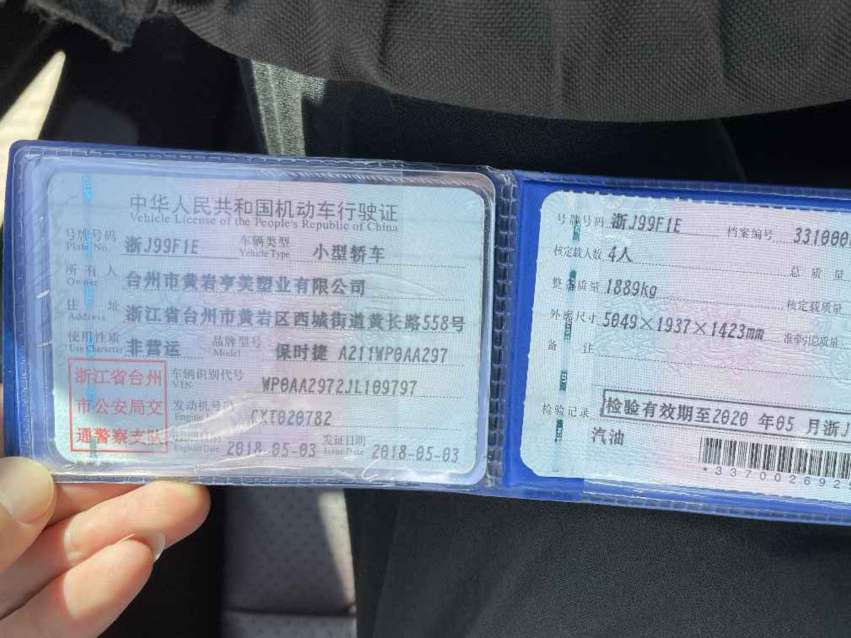 中华人民共和国机动车行驶证
Vehicle License of the People's Republic of China
号牌号码 浙J99F1E 车辆类型 小型轿车
Plate No. Vehicle Type
所有人 台州市黄岩亨美塑业有限公司
Owner
住址 浙江省台州市黄岩区西城街道黄长路558号
Address
使用性质 非营运 品牌型号 保时捷 A211WP0AA297
Use Character Model
浙江省台州
市公安局交
通警察支队
车辆识别代号 WP0AA2972JL109797
VIN
发动机号码 CXT020782
2018-05-03 发证日期 2018-05-03
Issue Date
号牌号码 浙J99F1E 档案编号 331000
核定载人数 4人 总质量
整备质量 1889kg 核定载质量
外廓尺寸 5049×1937×1423mm 准牵引总质量
备注
检验记录 检验有效期至2020年05月浙J
汽油
*337002692